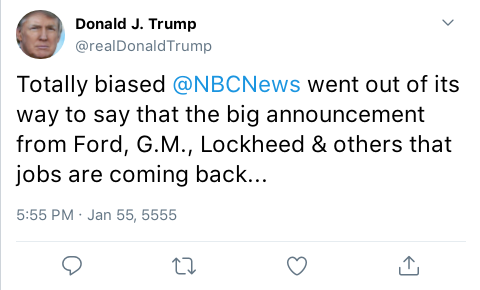 Donald J. Trump
@realDonaldTrump
Totally biased @NBCNews went out of its
way to say that the big announcement
from Ford, G.M., Lockheed & others that
jobs are coming back...
5:55 PM · Jan 55, 5555